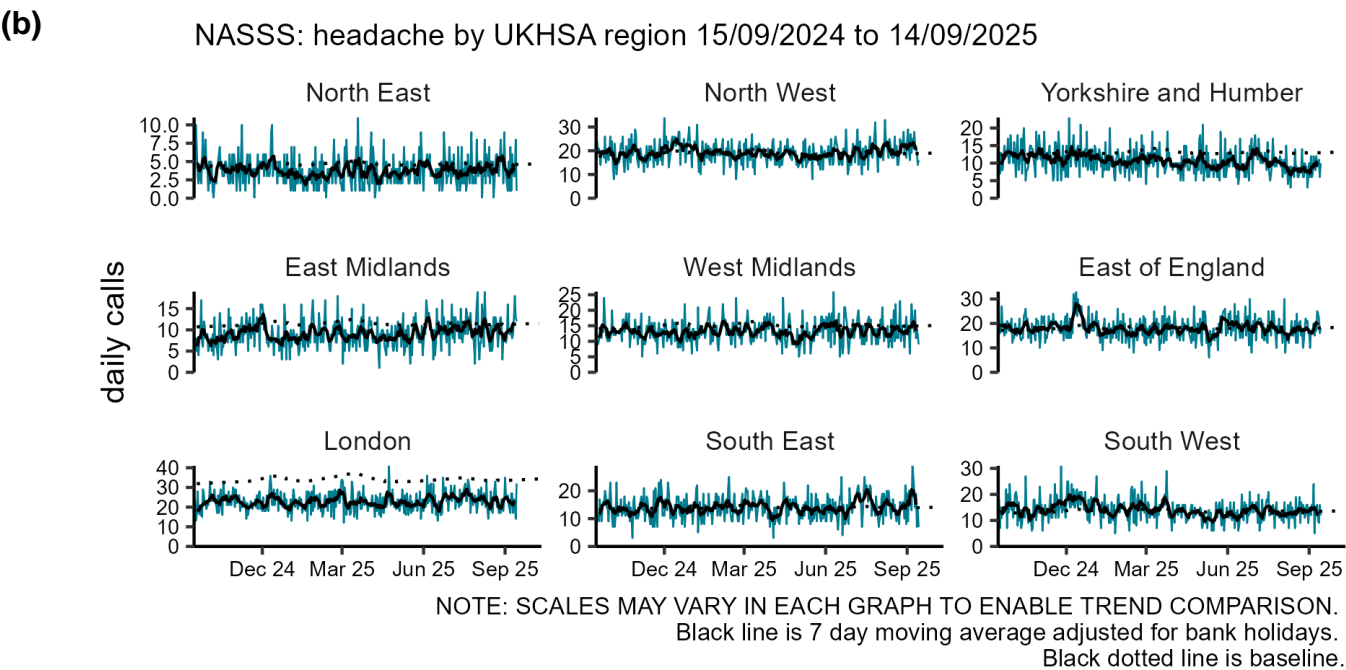 (b)
NASSS: headache by UKHSA region 15/09/2024 to 14/09/2025
daily calls
North East
10.0
7.5
5.0
2.5
0.0
North West
30
20
10
0
Yorkshire and Humber
20
15
10
5
0
East Midlands
15
10
5
0
West Midlands
25
20
15
10
5
0
East of England
30
20
10
0
London
40
30
20
10
0
Dec 24 Mar 25 Jun 25 Sep 25
South East
20
10
0
Dec 24 Mar 25 Jun 25 Sep 25
South West
30
20
10
0
Dec 24 Mar 25 Jun 25 Sep 25
NOTE: SCALES MAY VARY IN EACH GRAPH TO ENABLE TREND COMPARISON.
Black line is 7 day moving average adjusted for bank holidays.
Black dotted line is baseline.